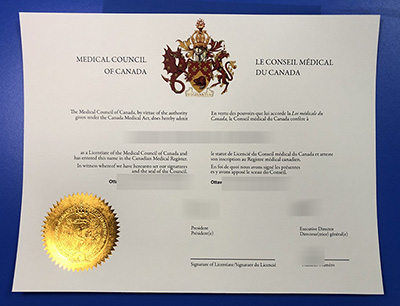 MEDICAL COUNCIL
OF CANADA
LE CONSEIL MÉDICAL
DU CANADA
The Medical Council of Canada, by virtue of the authority
given under the Canada Medical Act, does hereby admit
En vertu des pouvoirs que lui accorde la Loi médicale du
Canada, le Conseil médical du Canada confère à
as a Licentiate of the Medical Council of Canada and
has entered this name in the Canadian Medical Register.
In witness whereof we have hereunto set our signatures
and the seal of the Council.
le statut de Licencié du Conseil médical du Canada et atteste
son inscription au Registre médical canadien.
En foi de quoi nous avons signé les présentes
et y avons apposé le sceau du Conseil.
Ottaw
Ottaw
President
Président(e)
Executive Director
Directeur(trice) général(e)
Signature of Licentiate/Signature du Licencié
numéro